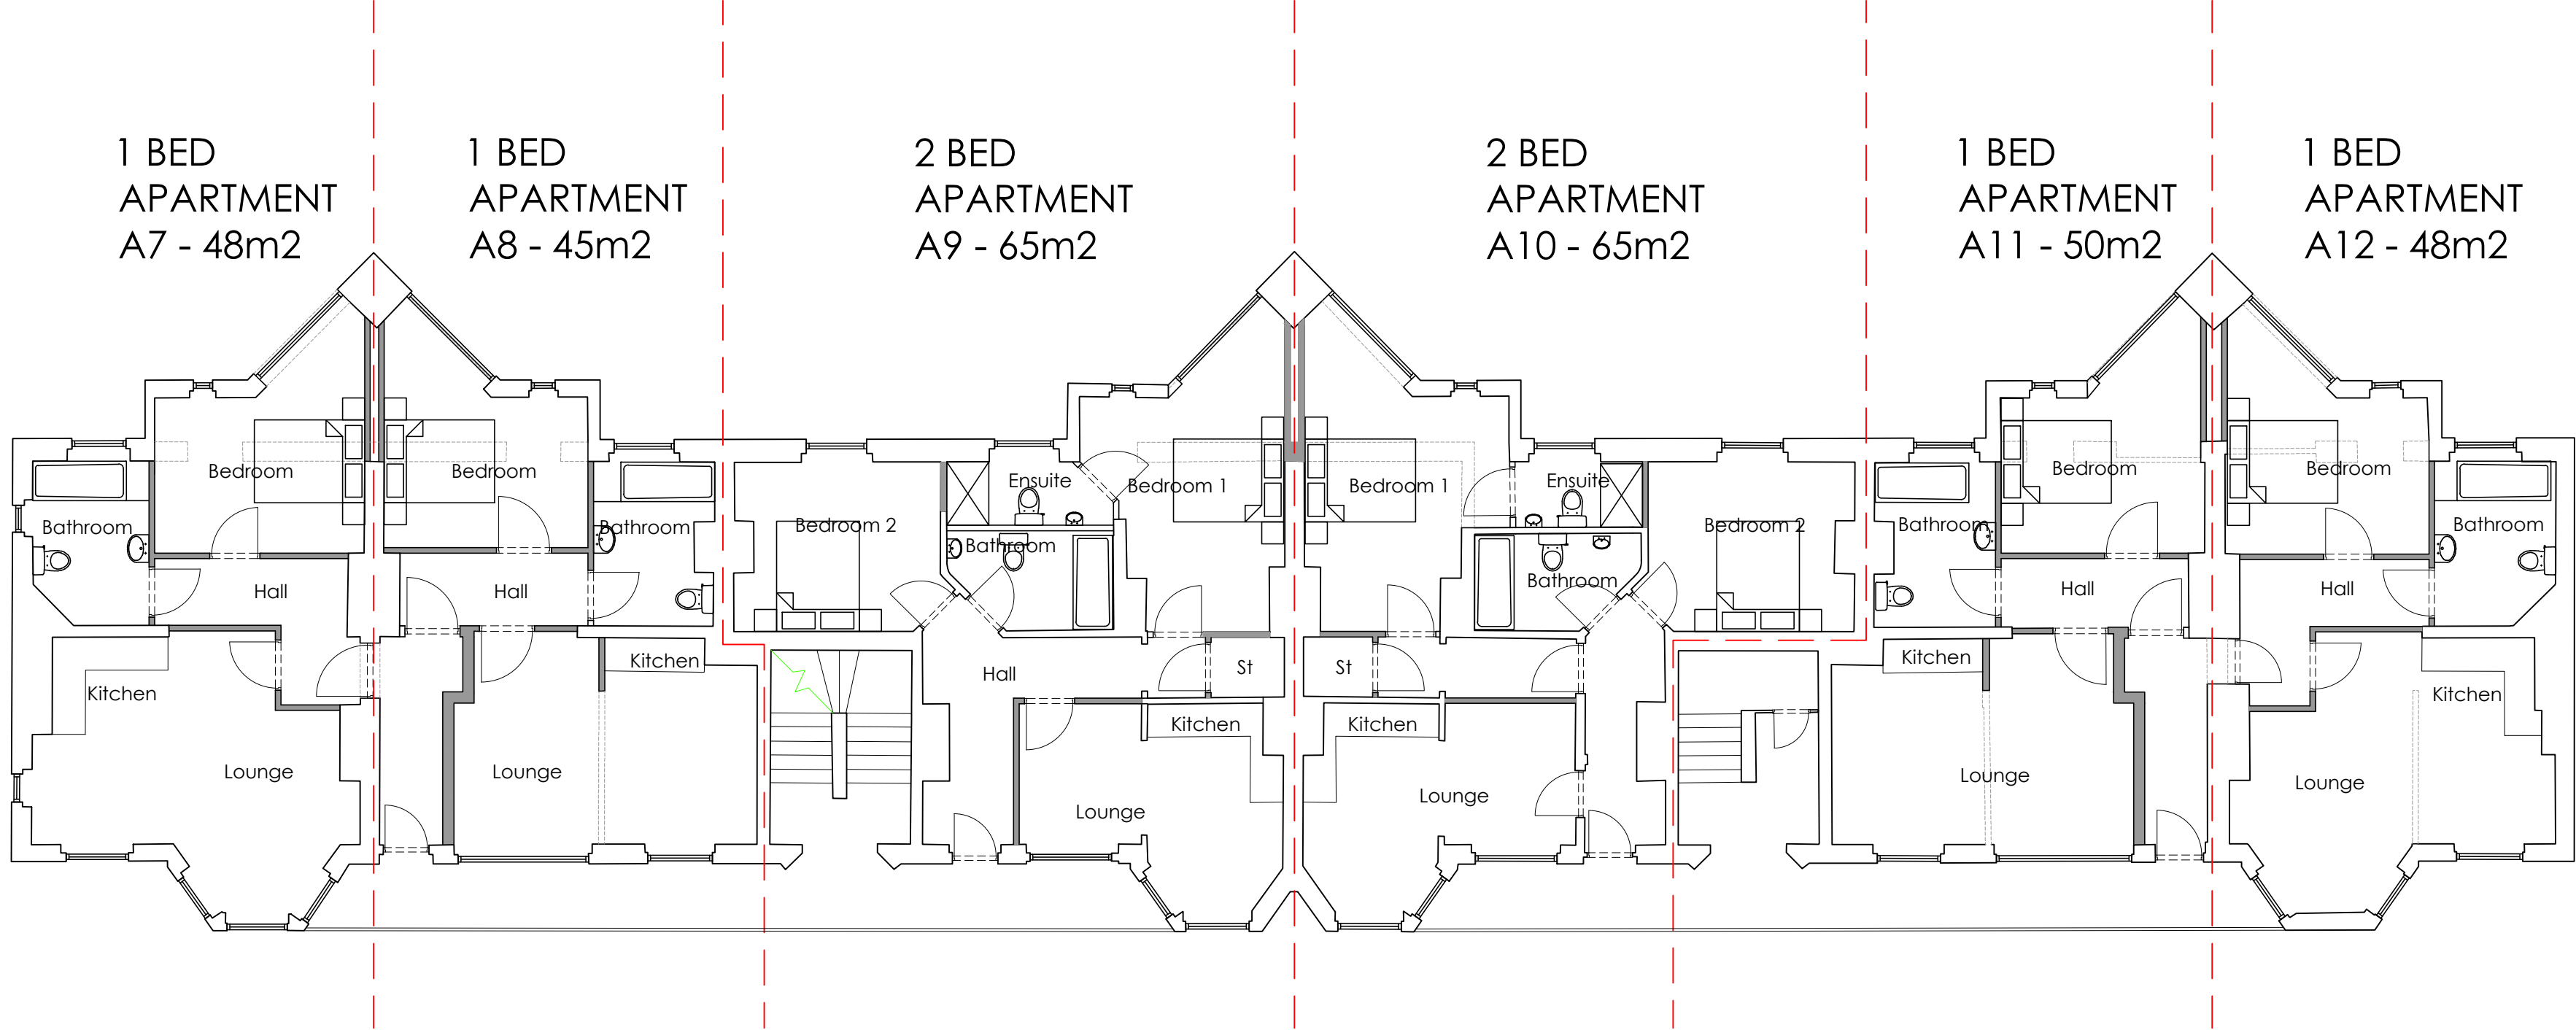 1 BED
APARTMENT
A7 - 48m2
1 BED
APARTMENT
A8 - 45m2
2 BED
APARTMENT
A9 - 65m2
2 BED
APARTMENT
A10 - 65m2
1 BED
APARTMENT
A11 - 50m2
1 BED
APARTMENT
A12 - 48m2
Bedroom
Bathroom
Hall
Kitchen
Lounge
Bedroom
Bathroom
Hall
Kitchen
Lounge
Bedroom 2
Ensuite
Bedroom 1
Bathroom
Hall
St
Kitchen
Lounge
Bedroom 1
Ensuite
Bedroom 2
Bathroom
St
Kitchen
Lounge
Bedroom
Bathroom
Hall
Kitchen
Lounge
Bedroom
Bathroom
Hall
Kitchen
Lounge